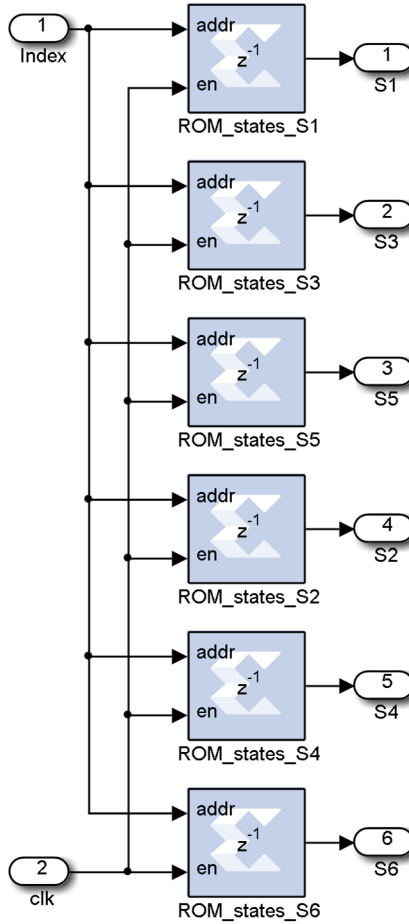 1
Index
addr
z-1
en
ROM_states_S1
1
S1
addr
z-1
en
ROM_states_S3
2
S3
addr
z-1
en
ROM_states_S5
3
S5
addr
z-1
en
ROM_states_S2
4
S2
addr
z-1
en
ROM_states_S4
5
S4
addr
z-1
en
ROM_states_S6
6
S6
2
clk